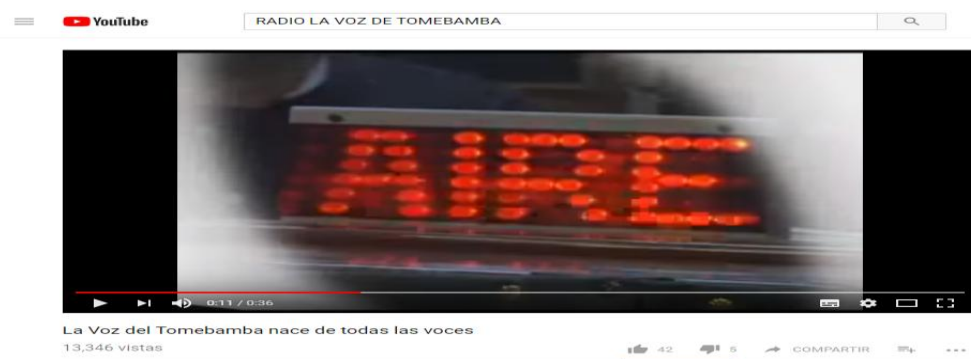 YouTube
RADIO LA VOZ DE TOMEBAMBA
AIRE
0:11 / 0:36
La Voz del Tomebamba nace de todas las voces
13,346 vistas
42 5 COMPARTIR